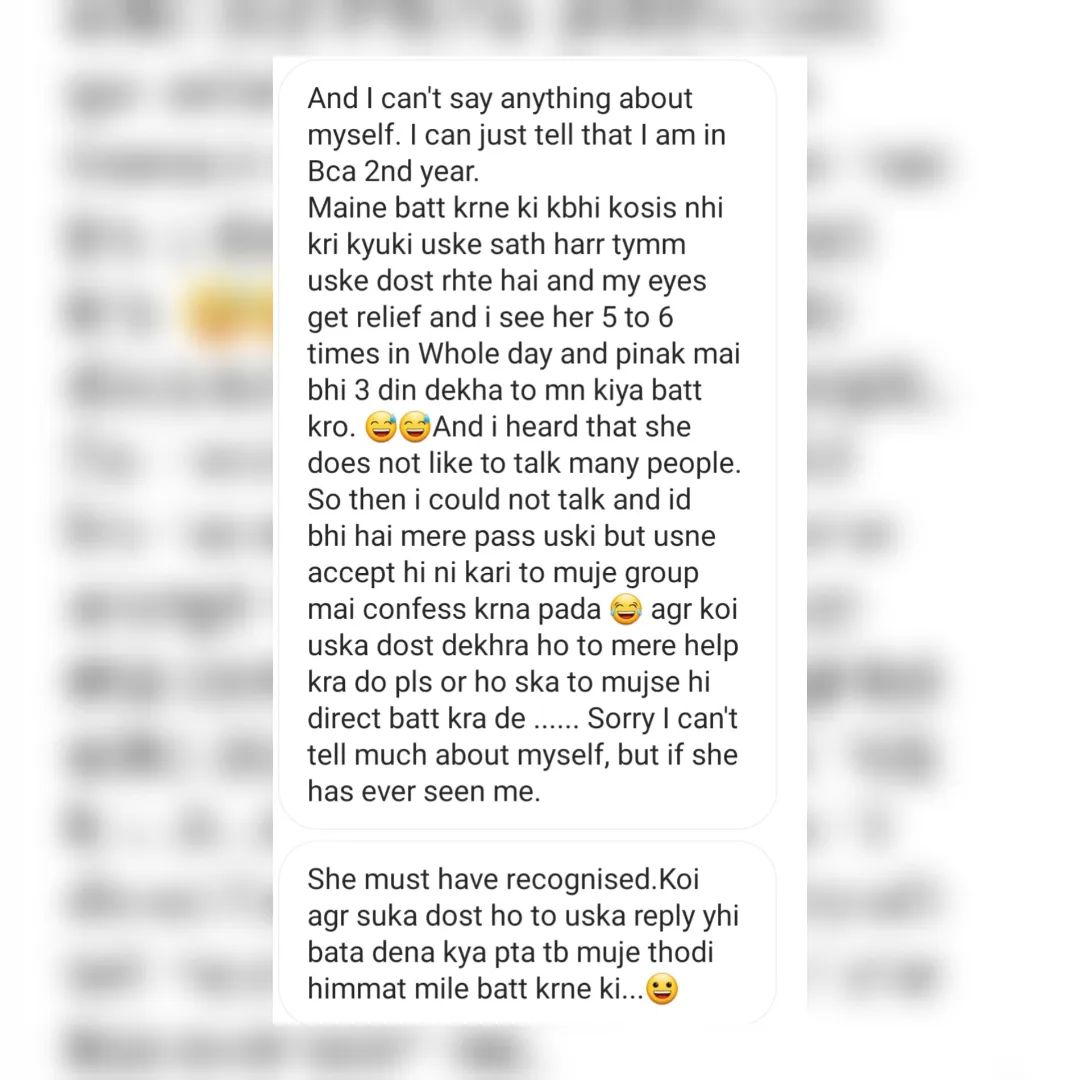 And I can't say anything about
myself. I can just tell that I am in
Bca 2nd year.
Maine batt krne ki kbhi kosis nhi
kri kyuki uske sath harr tymm
uske dost rhte hai and my eyes
get relief and i see her 5 to 6
times in Whole day and pinak mai
bhi 3 din dekha to mn kiya batt
kro. 😅😅And i heard that she
does not like to talk many people.
So then i could not talk and id
bhi hai mere pass uski but usne
accept hi ni kari to muje group
mai confess krna pada 😂 agr koi
uska dost dekhra ho to mere help
kra do pls or ho ska to mujse hi
direct batt kra de ...... Sorry I can't
tell much about myself, but if she
has ever seen me.
She must have recognised.Koi
agr suka dost ho to uska reply yhi
bata dena kya pta tb muje thodi
himmat mile batt krne ki...😀